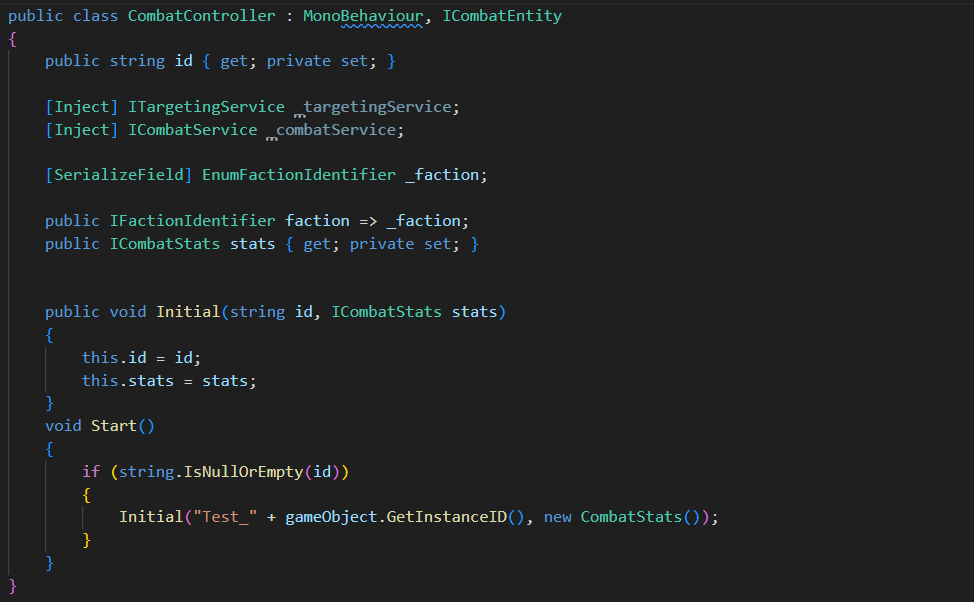 public class CombatController : MonoBehaviour, ICombatEntity
{
    public string id { get; private set; }
    [Inject] ITargetingService _targetingService;
    [Inject] ICombatService _combatService;
    [SerializeField] EnumFactionIdentifier _faction;
    public IFactionIdentifier faction => _faction;
    public ICombatStats stats { get; private set; }
    public void Initial(string id, ICombatStats stats)
    {
        this.id = id;
        this.stats = stats;
    }
    void Start()
    {
        if (string.IsNullOrEmpty(id))
        {
            Initial("Test_" + gameObject.GetInstanceID(), new CombatStats());
        }
    }
}